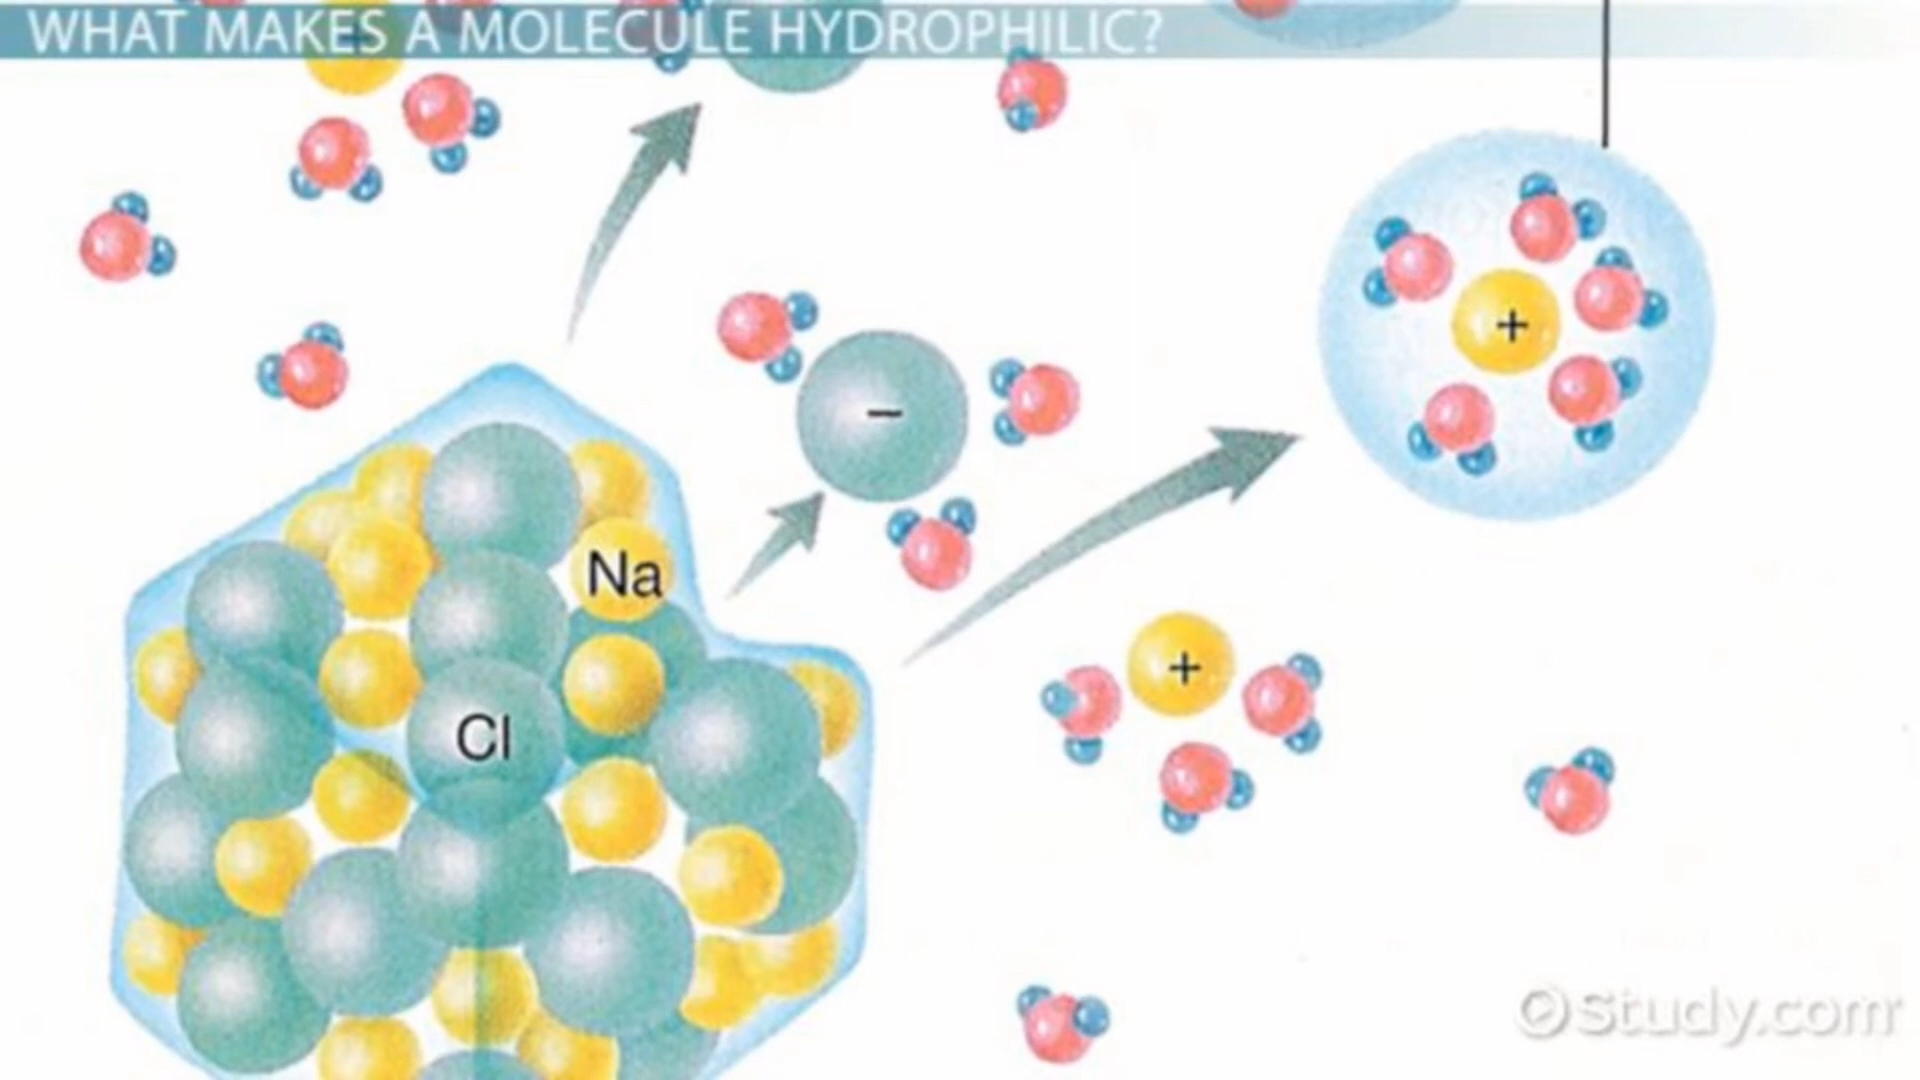 WHAT MAKES A MOLECULE HYDROPHILIC?
+
−
+
Na
Cl
Study.com